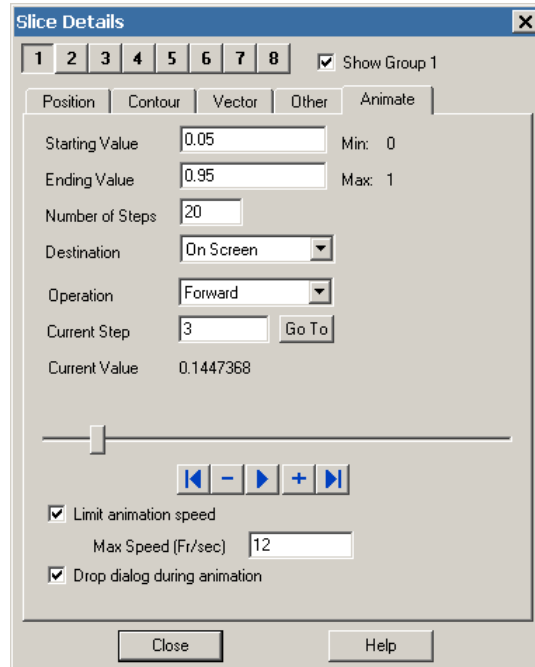 Slice Details
1 2 3 4 5 6 7 8 Show Group 1
Position Contour Vector Other Animate
Starting Value 0.05 Min: 0
Ending Value 0.95 Max: 1
Number of Steps 20
Destination On Screen
Operation Forward
Current Step 3 Go To
Current Value 0.1447368
Limit animation speed
Max Speed (Fr/sec) 12
Drop dialog during animation
Close Help